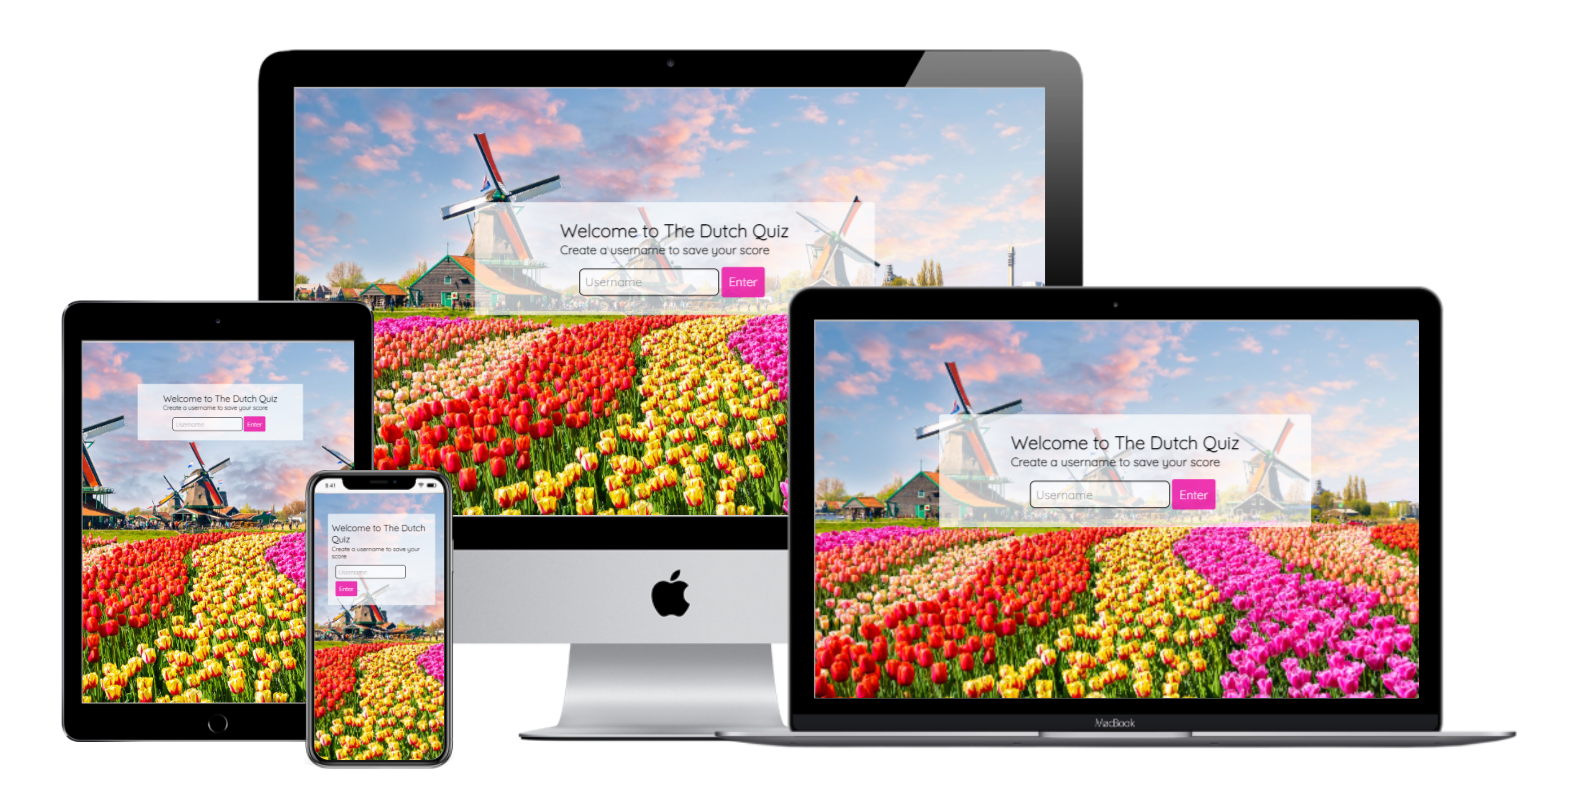 Welcome to The Dutch Quiz
Create a username to save your score
Username
Enter
Welcome to The Dutch Quiz
Create a username to save your score
Username
Enter
9:41
Welcome to The Dutch
Quiz
Create a username to save your
score
Username
Enter
Welcome to The Dutch Quiz
Create a username to save your score
Username
Enter
MacBook